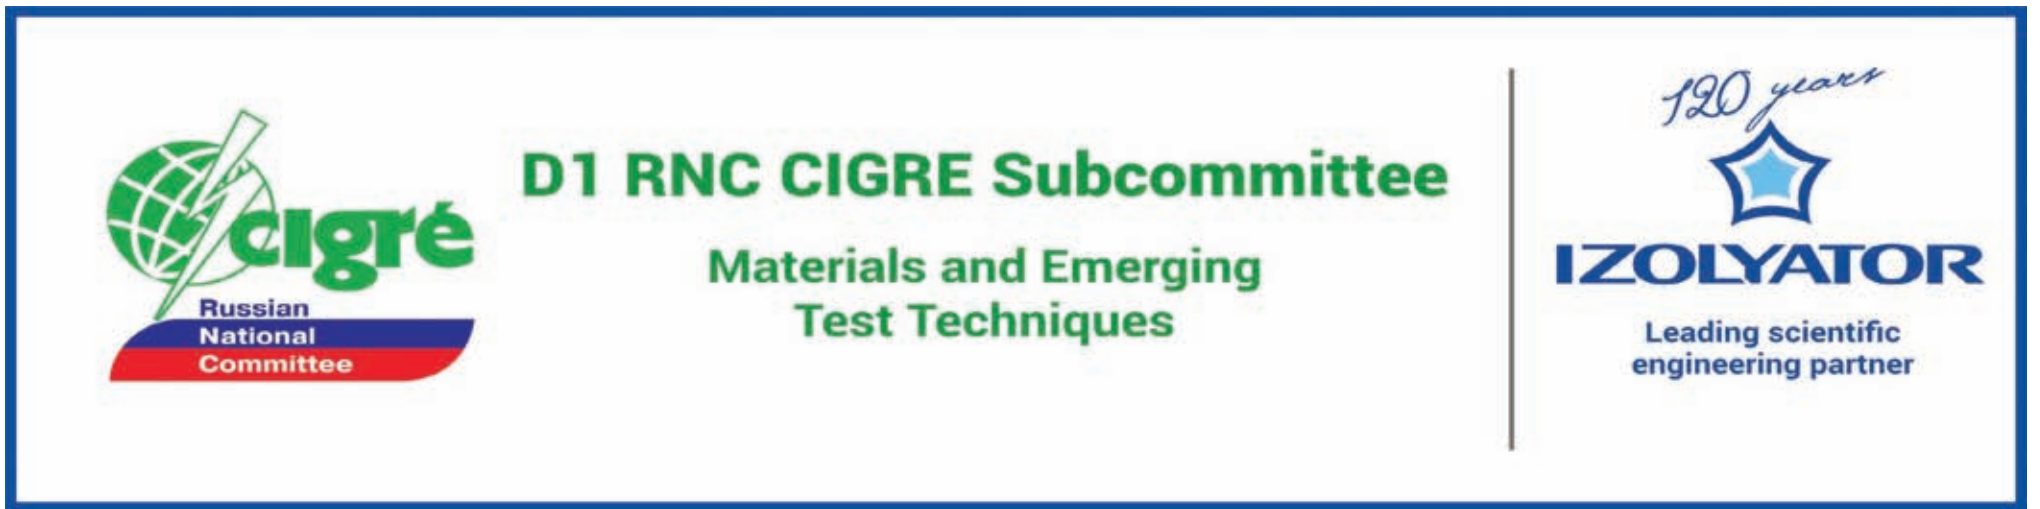 cigré
Russian
National
Committee
D1 RNC CIGRE Subcommittee
Materials and Emerging
Test Techniques
120 years
IZOLYATOR
Leading scientific
engineering partner